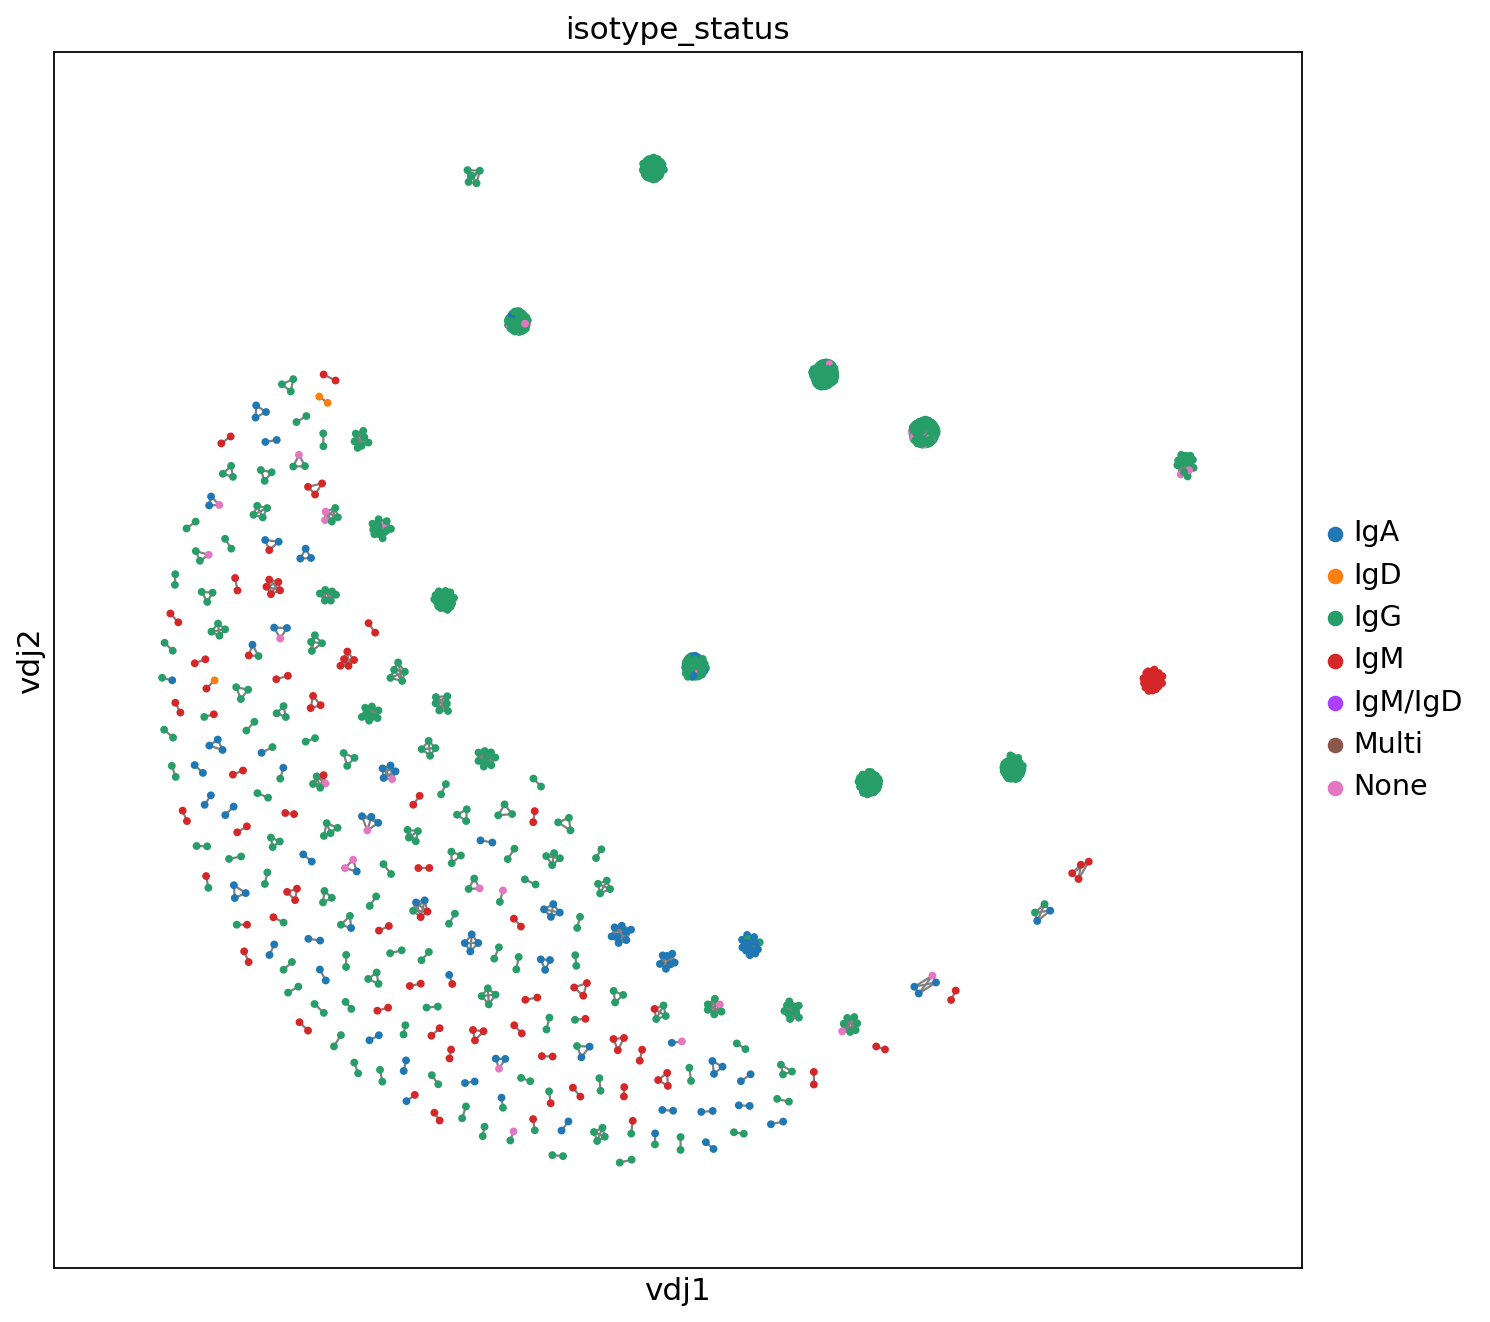 isotype_status
vdj2
IgA
IgD
IgG
IgM
IgM/IgD
Multi
None
vdj1